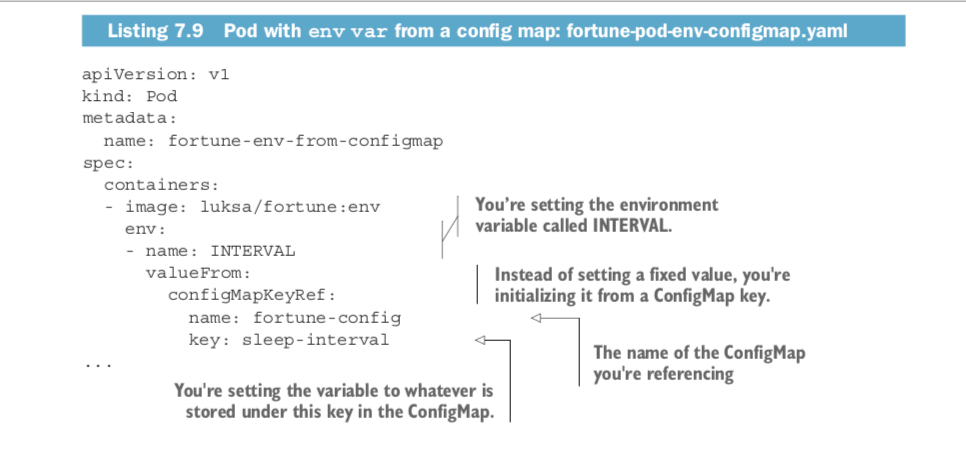 Listing 7.9 Pod with env var from a config map: fortune-pod-env-configmap.yaml
apiVersion: v1
kind: Pod
metadata:
  name: fortune-env-from-configmap
spec:
  containers:
  - image: luksa/fortune:env
    env:
    - name: INTERVAL
      valueFrom:
        configMapKeyRef:
          name: fortune-config
          key: sleep-interval
...
You’re setting the environment
variable called INTERVAL.
Instead of setting a fixed value, you're
initializing it from a ConfigMap key.
The name of the ConfigMap
you're referencing
You're setting the variable to whatever is
stored under this key in the ConfigMap.